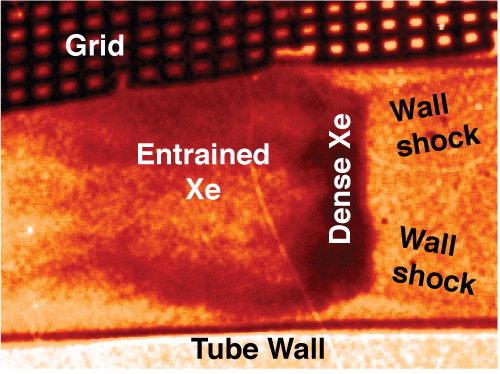 Grid
Wall
shock
Entrained
Xe
Dense Xe
Wall
shock
Tube Wall